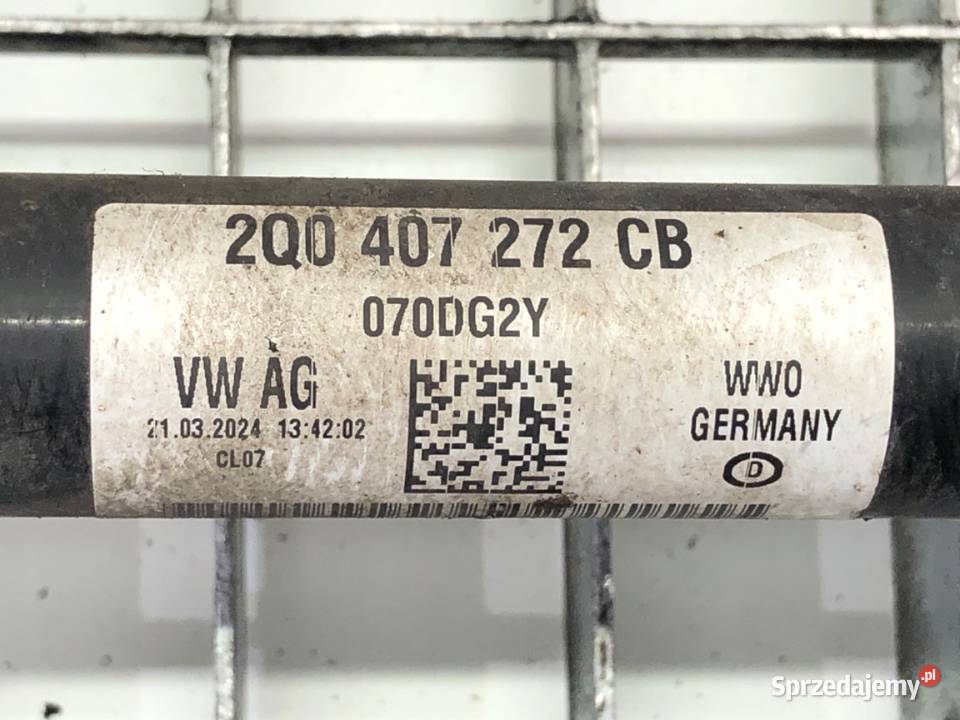 2Q0 407 272 CB
070DG2Y
VW AG
21.03.2024 13:42:02
CL07
WWO
GERMANY
D
Sprzedajemy.pl